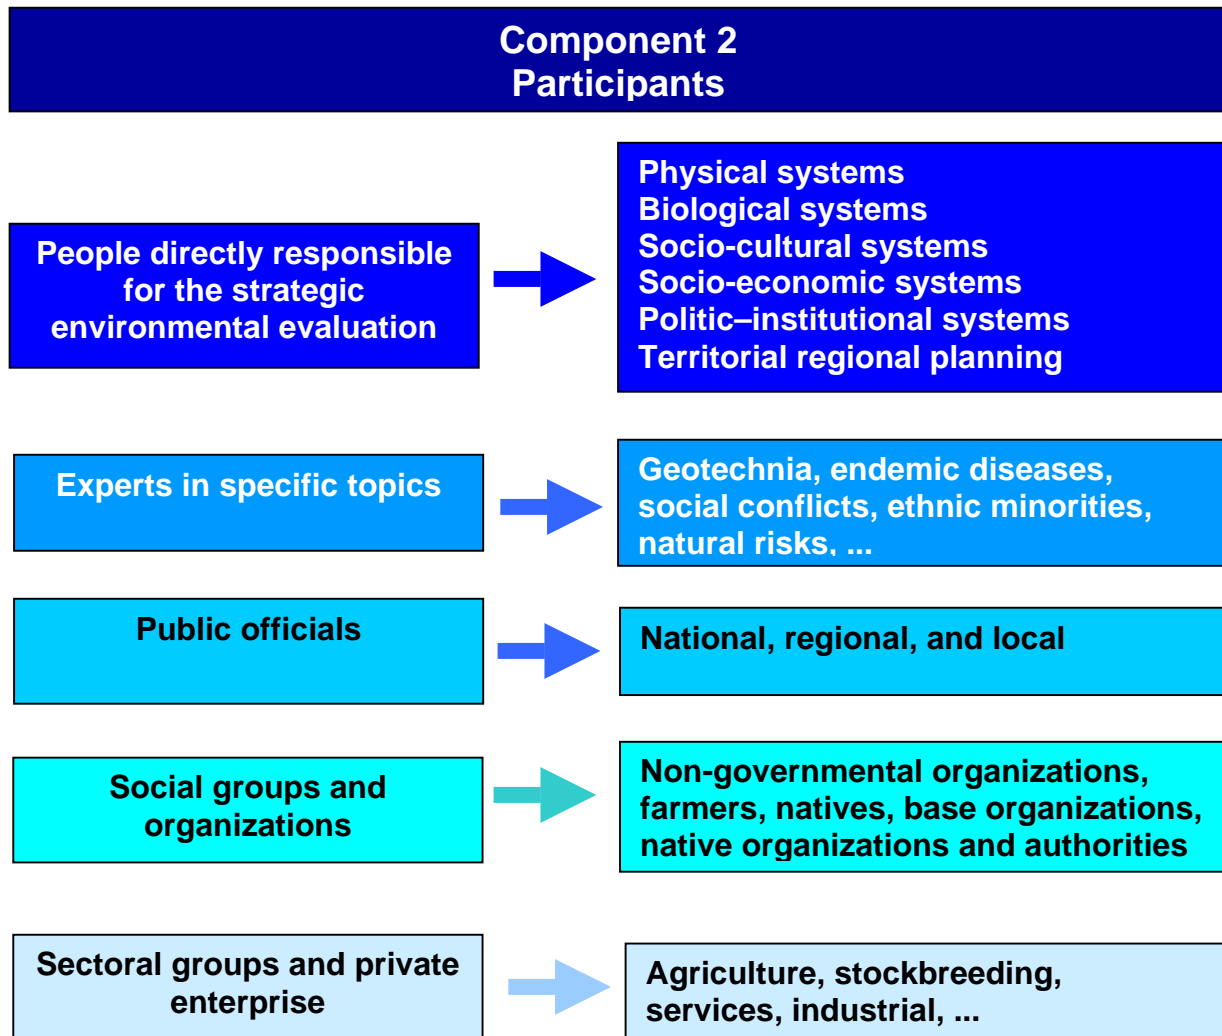 Component 2
Participants
People directly responsible
for the strategic
environmental evaluation
Physical systems
Biological systems
Socio-cultural systems
Socio-economic systems
Politic–institutional systems
Territorial regional planning
Experts in specific topics
Geotechnia, endemic diseases,
social conflicts, ethnic minorities,
natural risks, ...
Public officials
National, regional, and local
Social groups and
organizations
Non-governmental organizations,
farmers, natives, base organizations,
native organizations and authorities
Sectoral groups and private
enterprise
Agriculture, stockbreeding,
services, industrial, ...